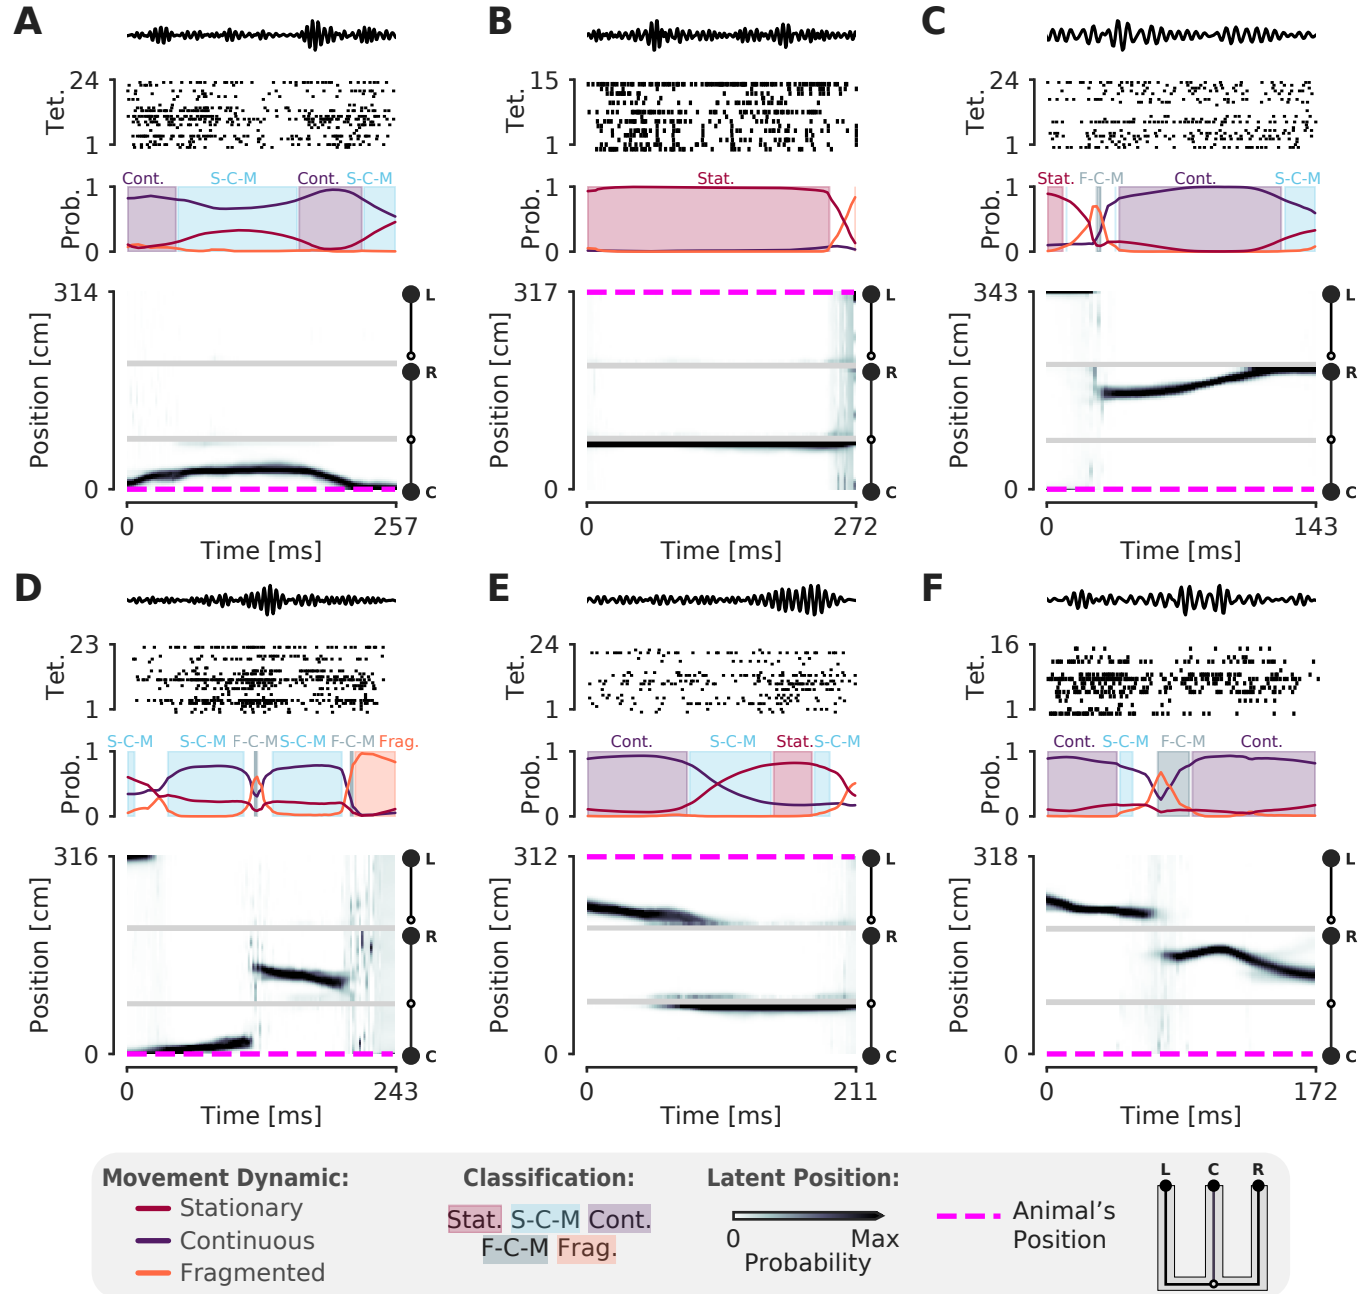 A
24
Tet.
1
Cont.
S-C-M
Cont.
S-C-M
1
Prob.
0
314
Position [cm]
0
L
R
C
0
257
Time [ms]
B
15
Tet.
1
Stat.
1
Prob.
0
317
Position [cm]
0
L
R
C
0
272
Time [ms]
C
24
Tet.
1
Stat.
F-C-M
Cont.
S-C-M
1
Prob.
0
343
Position [cm]
0
L
R
C
0
143
Time [ms]
D
23
Tet.
1
S-C-M
S-C-M
F-C-M
S-C-M
F-C-M
Frag.
1
Prob.
0
316
Position [cm]
0
L
R
C
0
243
Time [ms]
E
24
Tet.
1
Cont.
S-C-M
Stat.
S-C-M
1
Prob.
0
312
Position [cm]
0
L
R
C
0
211
Time [ms]
F
16
Tet.
1
Cont.
S-C-M
F-C-M
Cont.
1
Prob.
0
318
Position [cm]
0
L
R
C
0
172
Time [ms]
Movement Dynamic:
Stationary
Continuous
Fragmented
Classification:
Stat. S-C-M Cont.
F-C-M Frag.
Latent Position:
0 Max
Probability
Animal's
Position
L C R